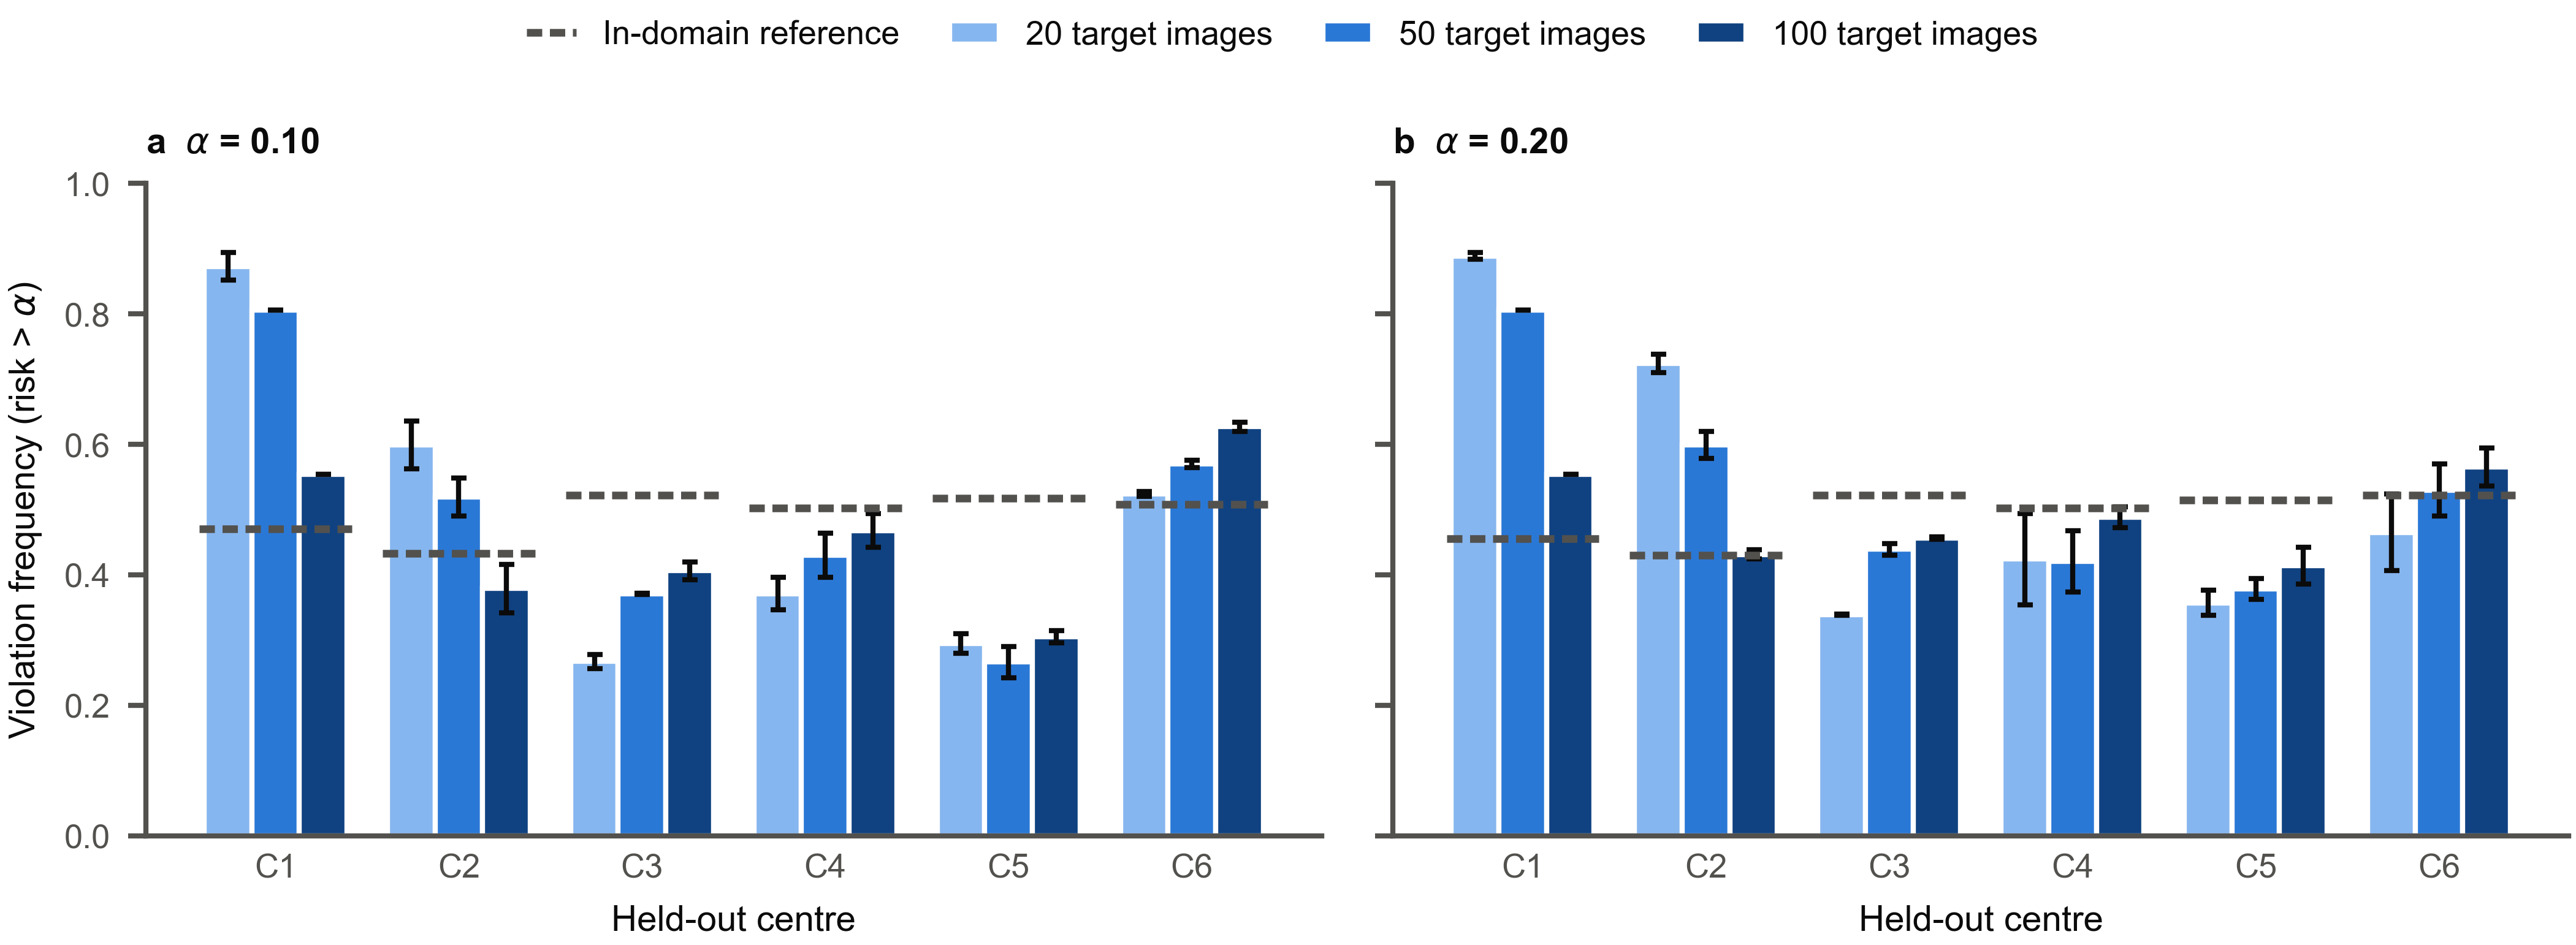 In-domain reference 20 target images 50 target images 100 target images
a α = 0.10
b α = 0.20
Violation frequency (risk > α)
1.0
0.8
0.6
0.4
0.2
0.0
C1 C2 C3 C4 C5 C6
Held-out centre
C1 C2 C3 C4 C5 C6
Held-out centre